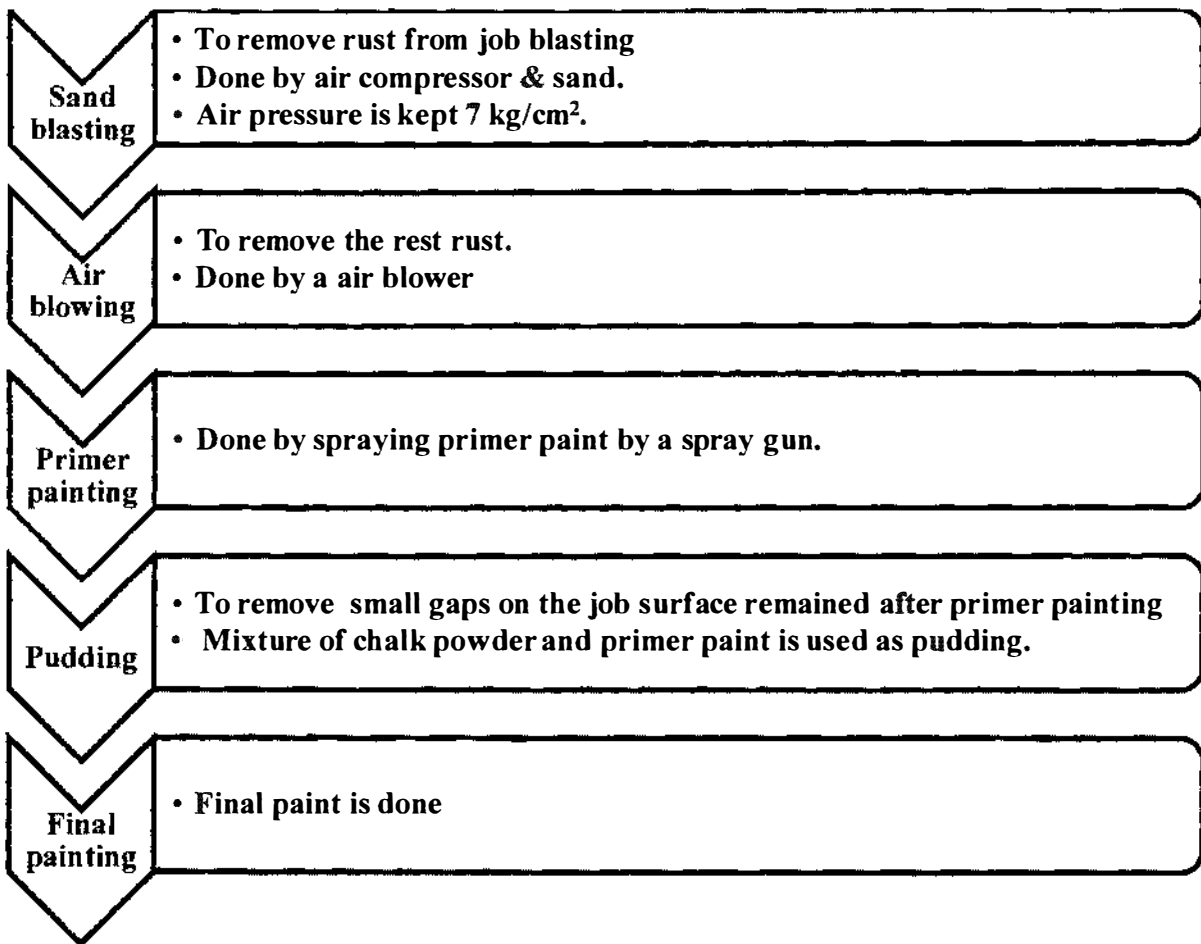 Sand
blasting
• To remove rust from job blasting
• Done by air compressor & sand.
• Air pressure is kept 7 kg/cm².
Air
blowing
• To remove the rest rust.
• Done by a air blower
Primer
painting
• Done by spraying primer paint by a spray gun.
Pudding
• To remove small gaps on the job surface remained after primer painting
• Mixture of chalk powder and primer paint is used as pudding.
Final
painting
• Final paint is done